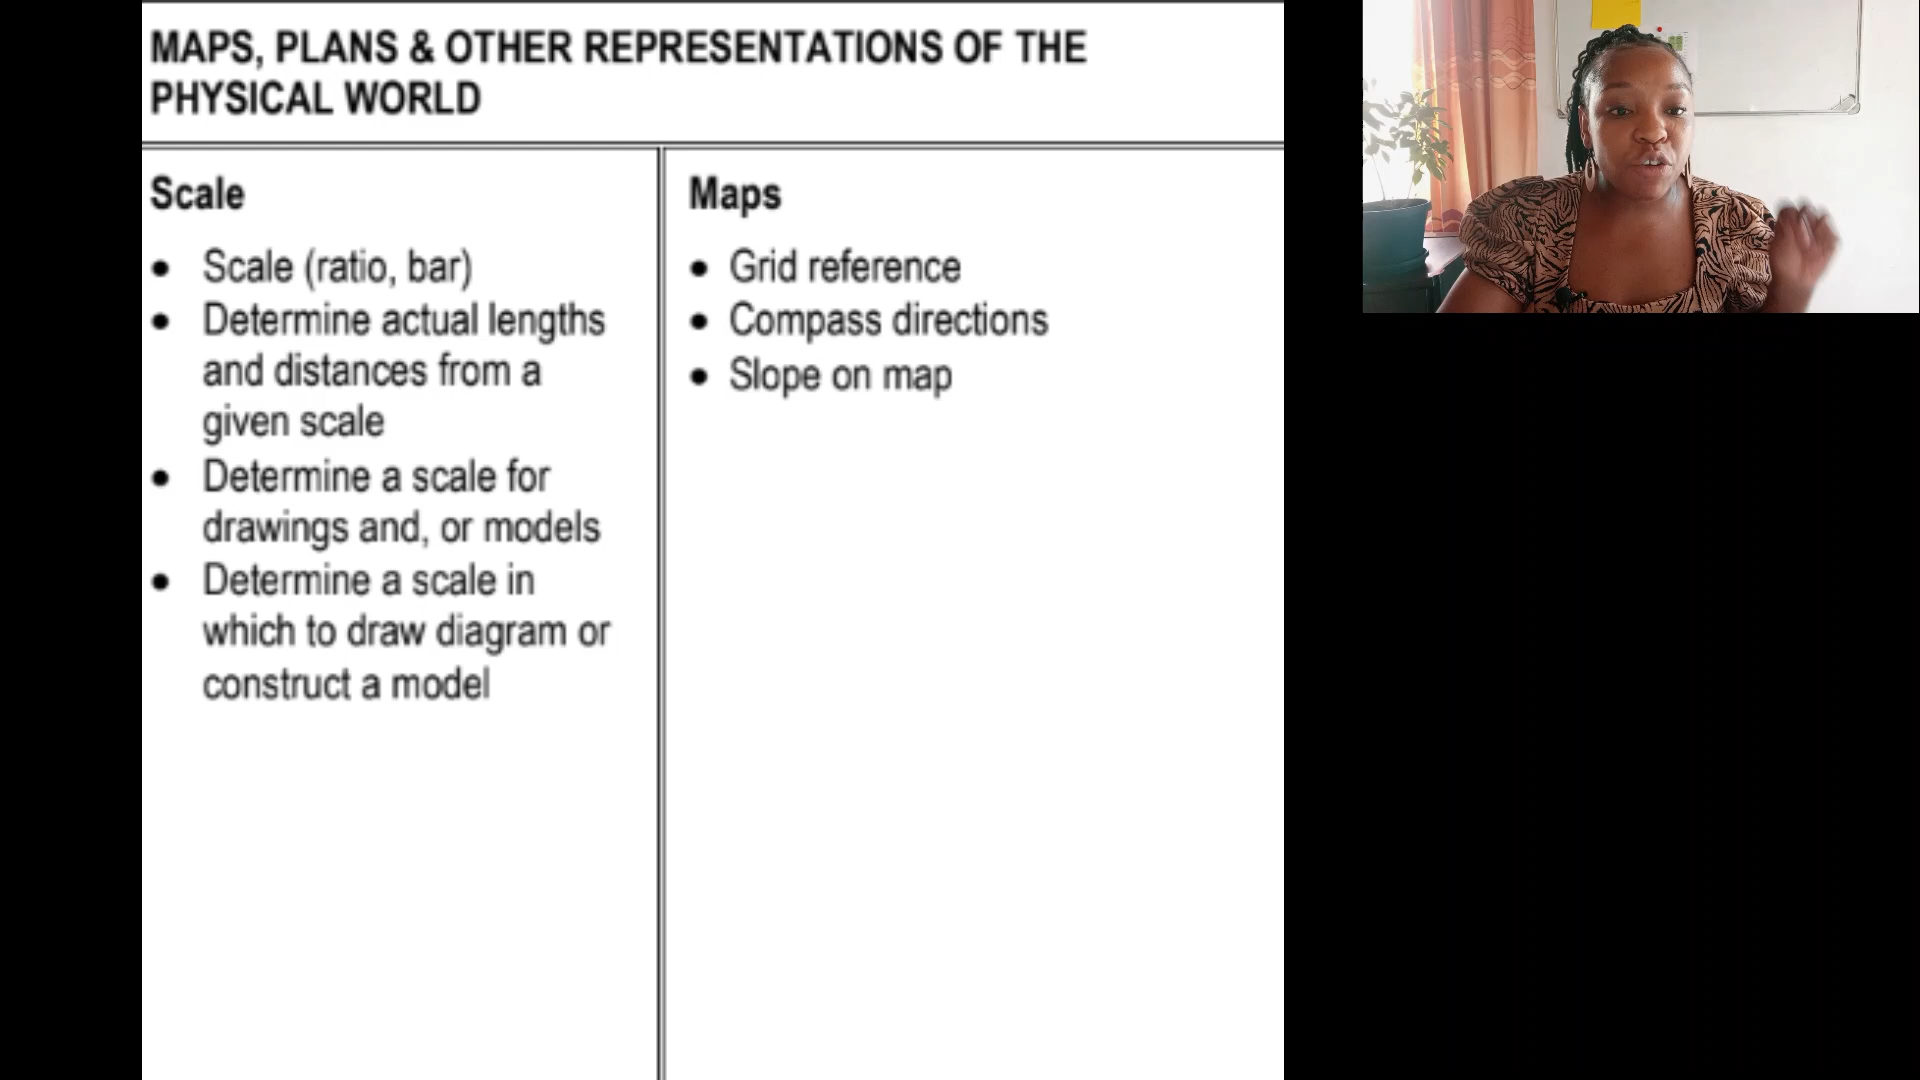 MAPS, PLANS & OTHER REPRESENTATIONS OF THE
PHYSICAL WORLD
Scale
• Scale (ratio, bar)
• Determine actual lengths
and distances from a
given scale
• Determine a scale for
drawings and, or models
• Determine a scale in
which to draw diagram or
construct a model
Maps
• Grid reference
• Compass directions
• Slope on map